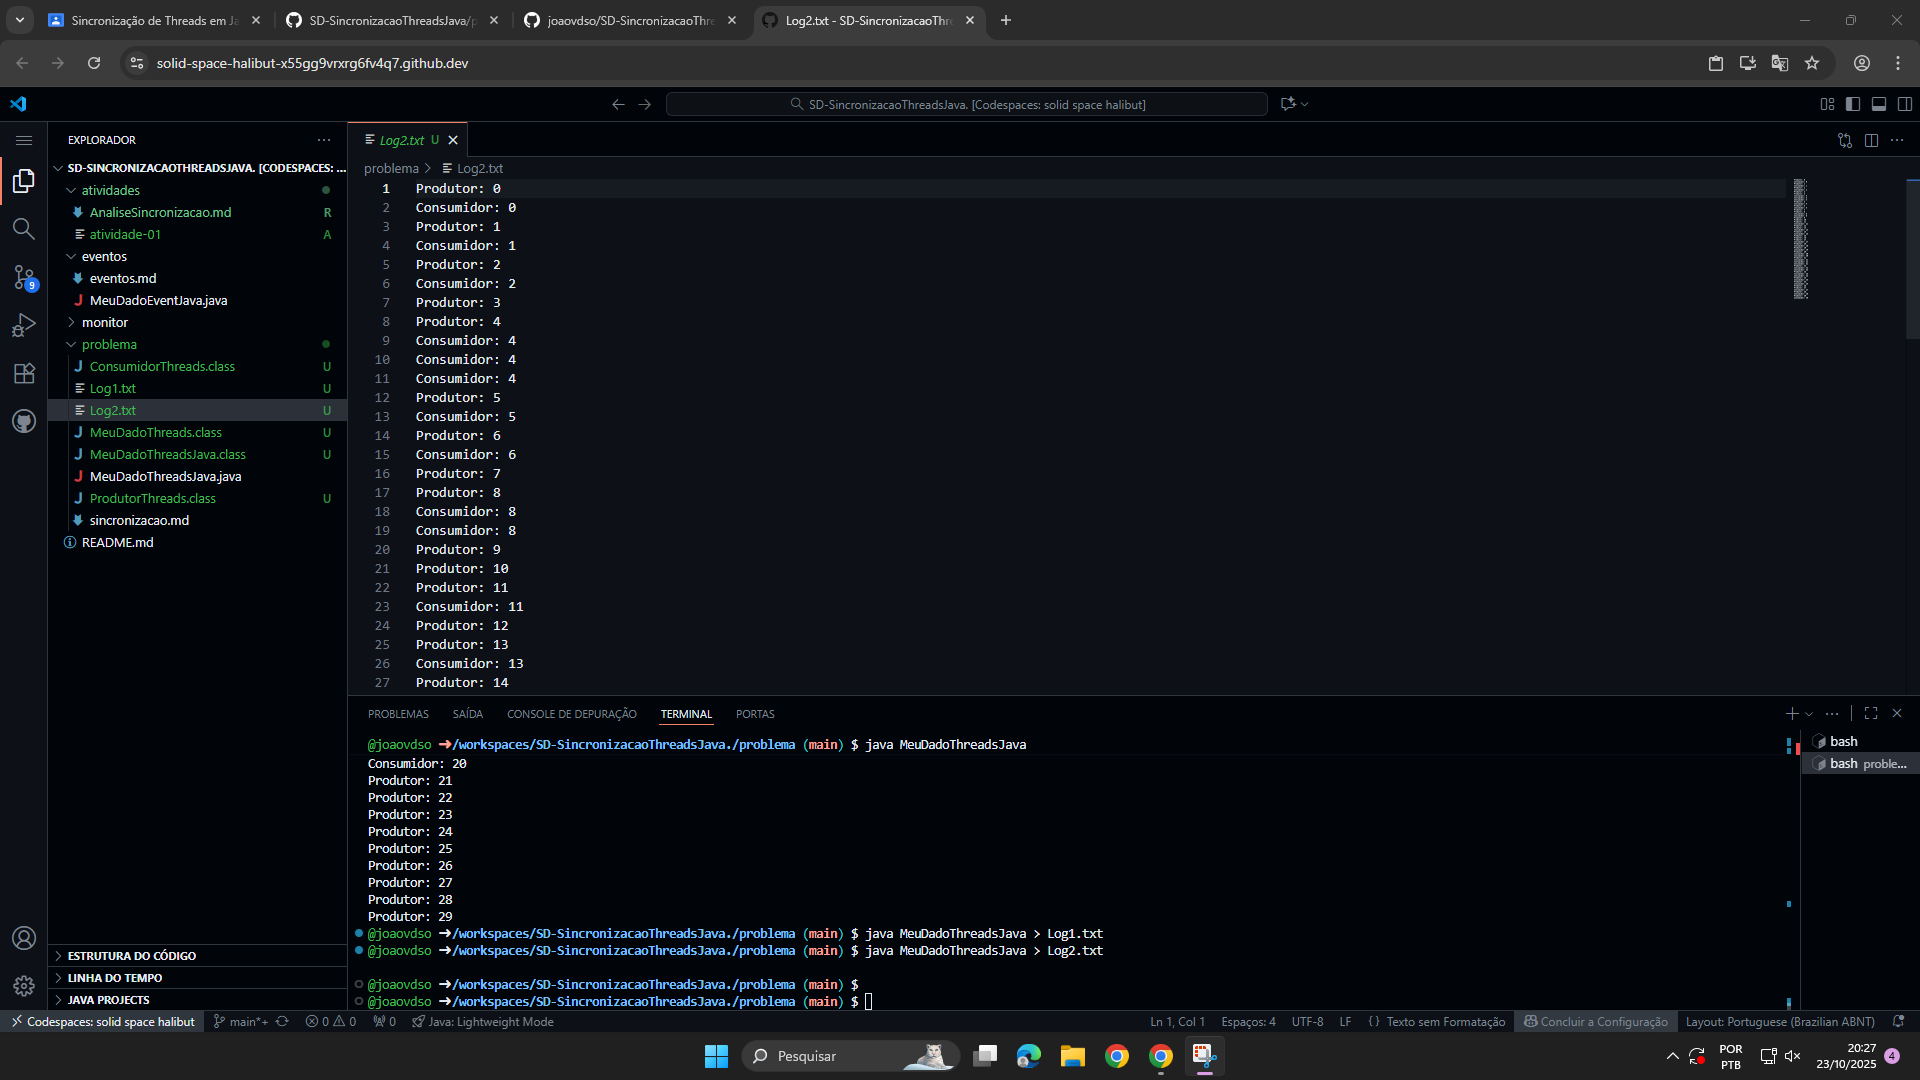 Sincronização de Threads em Ja
SD-SincronizacaoThreadsJava/p
joaovdso/SD-SincronizacaoThre
Log2.txt - SD-SincronizacaoThre
solid-space-halibut-x55gg9vrxrg6fv4q7.github.dev
SD-SincronizacaoThreadsJava. [Codespaces: solid space halibut]
EXPLORADOR
SD-SINCRONIZACAOTHREADSJAVA. [CODESPACES: ...
atividades
AnaliseSincronizacao.md R
atividade-01 A
eventos
eventos.md
MeuDadoEventJava.java
monitor
problema
ConsumidorThreads.class U
Log1.txt U
Log2.txt U
MeuDadoThreads.class U
MeuDadoThreadsJava.class U
MeuDadoThreadsJava.java
ProdutorThreads.class U
sincronizacao.md
README.md
9
ESTRUTURA DO CÓDIGO
LINHA DO TEMPO
JAVA PROJECTS
Log2.txt U
problema > Log2.txt
1 Produtor: 0
2 Consumidor: 0
3 Produtor: 1
4 Consumidor: 1
5 Produtor: 2
6 Consumidor: 2
7 Produtor: 3
8 Produtor: 4
9 Consumidor: 4
10 Consumidor: 4
11 Consumidor: 4
12 Produtor: 5
13 Consumidor: 5
14 Produtor: 6
15 Consumidor: 6
16 Produtor: 7
17 Produtor: 8
18 Consumidor: 8
19 Consumidor: 8
20 Produtor: 9
21 Produtor: 10
22 Produtor: 11
23 Consumidor: 11
24 Produtor: 12
25 Produtor: 13
26 Consumidor: 13
27 Produtor: 14
PROBLEMAS SAÍDA CONSOLE DE DEPURAÇÃO TERMINAL PORTAS
@joaovdso ➜/workspaces/SD-SincronizacaoThreadsJava./problema (main) $ java MeuDadoThreadsJava
Consumidor: 20
Produtor: 21
Produtor: 22
Produtor: 23
Produtor: 24
Produtor: 25
Produtor: 26
Produtor: 27
Produtor: 28
Produtor: 29
@joaovdso ➜/workspaces/SD-SincronizacaoThreadsJava./problema (main) $ java MeuDadoThreadsJava > Log1.txt
@joaovdso ➜/workspaces/SD-SincronizacaoThreadsJava./problema (main) $ java MeuDadoThreadsJava > Log2.txt
@joaovdso ➜/workspaces/SD-SincronizacaoThreadsJava./problema (main) $
@joaovdso ➜/workspaces/SD-SincronizacaoThreadsJava./problema (main) $
bash
bash proble...
Codespaces: solid space halibut main*+ 0 0 0 Java: Lightweight Mode
Ln 1, Col 1 Espaços: 4 UTF-8 LF {} Texto sem Formatação Concluir a Configuração Layout: Portuguese (Brazilian ABNT)
Pesquisar
POR
PTB
20:27
23/10/2025
4